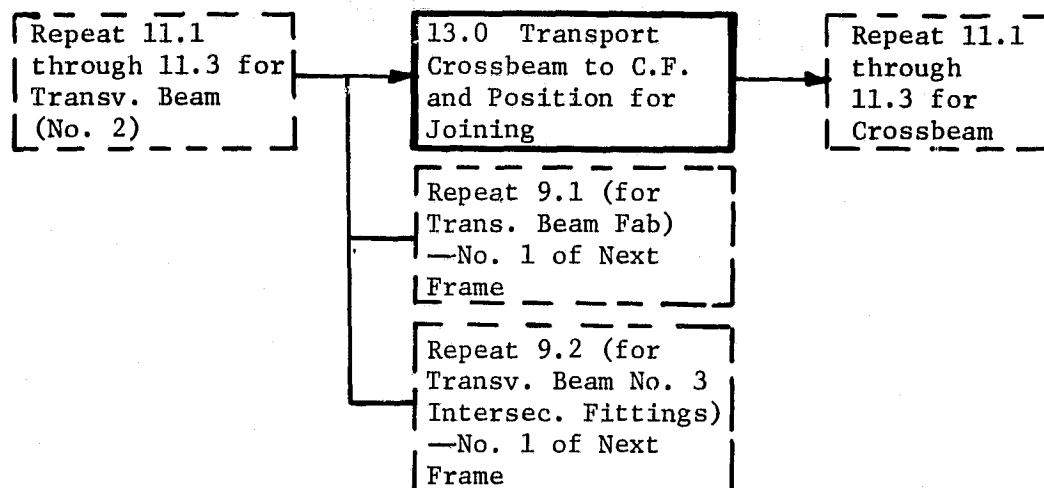 Repeat 11.1
through 11.3 for
Transv. Beam
(No. 2)
13.0 Transport
Crossbeam to C.F.
and Position for
Joining
Repeat 11.1
through
11.3 for
Crossbeam
Repeat 9.1 (for
Trans. Beam Fab)
—No. 1 of Next
Frame
Repeat 9.2 (for
Transv. Beam No. 3
Intersec. Fittings)
—No. 1 of Next
Frame